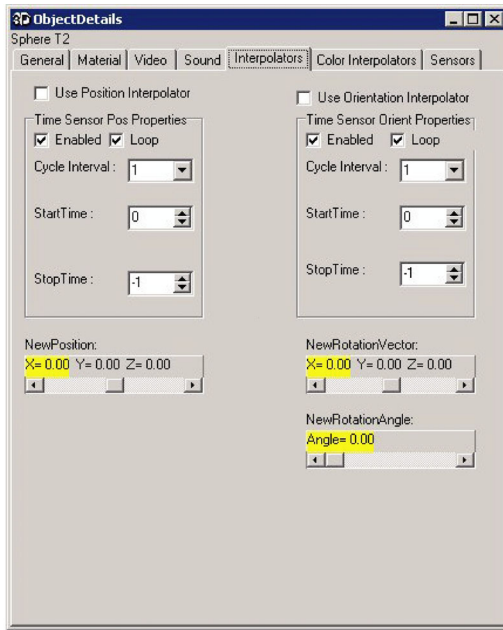 3D ObjectDetails
Sphere T2
General Material Video Sound Interpolators Color Interpolators Sensors
Use Position Interpolator
Time Sensor Pos Properties
Enabled Loop
Cycle Interval : 1
StartTime : 0
StopTime : -1
NewPosition:
X= 0.00 Y= 0.00 Z= 0.00
Use Orientation Interpolator
Time Sensor Orient Properties
Enabled Loop
Cycle Interval : 1
StartTime : 0
StopTime : -1
NewRotationVector:
X= 0.00 Y= 0.00 Z= 0.00
NewRotationAngle:
Angle= 0.00